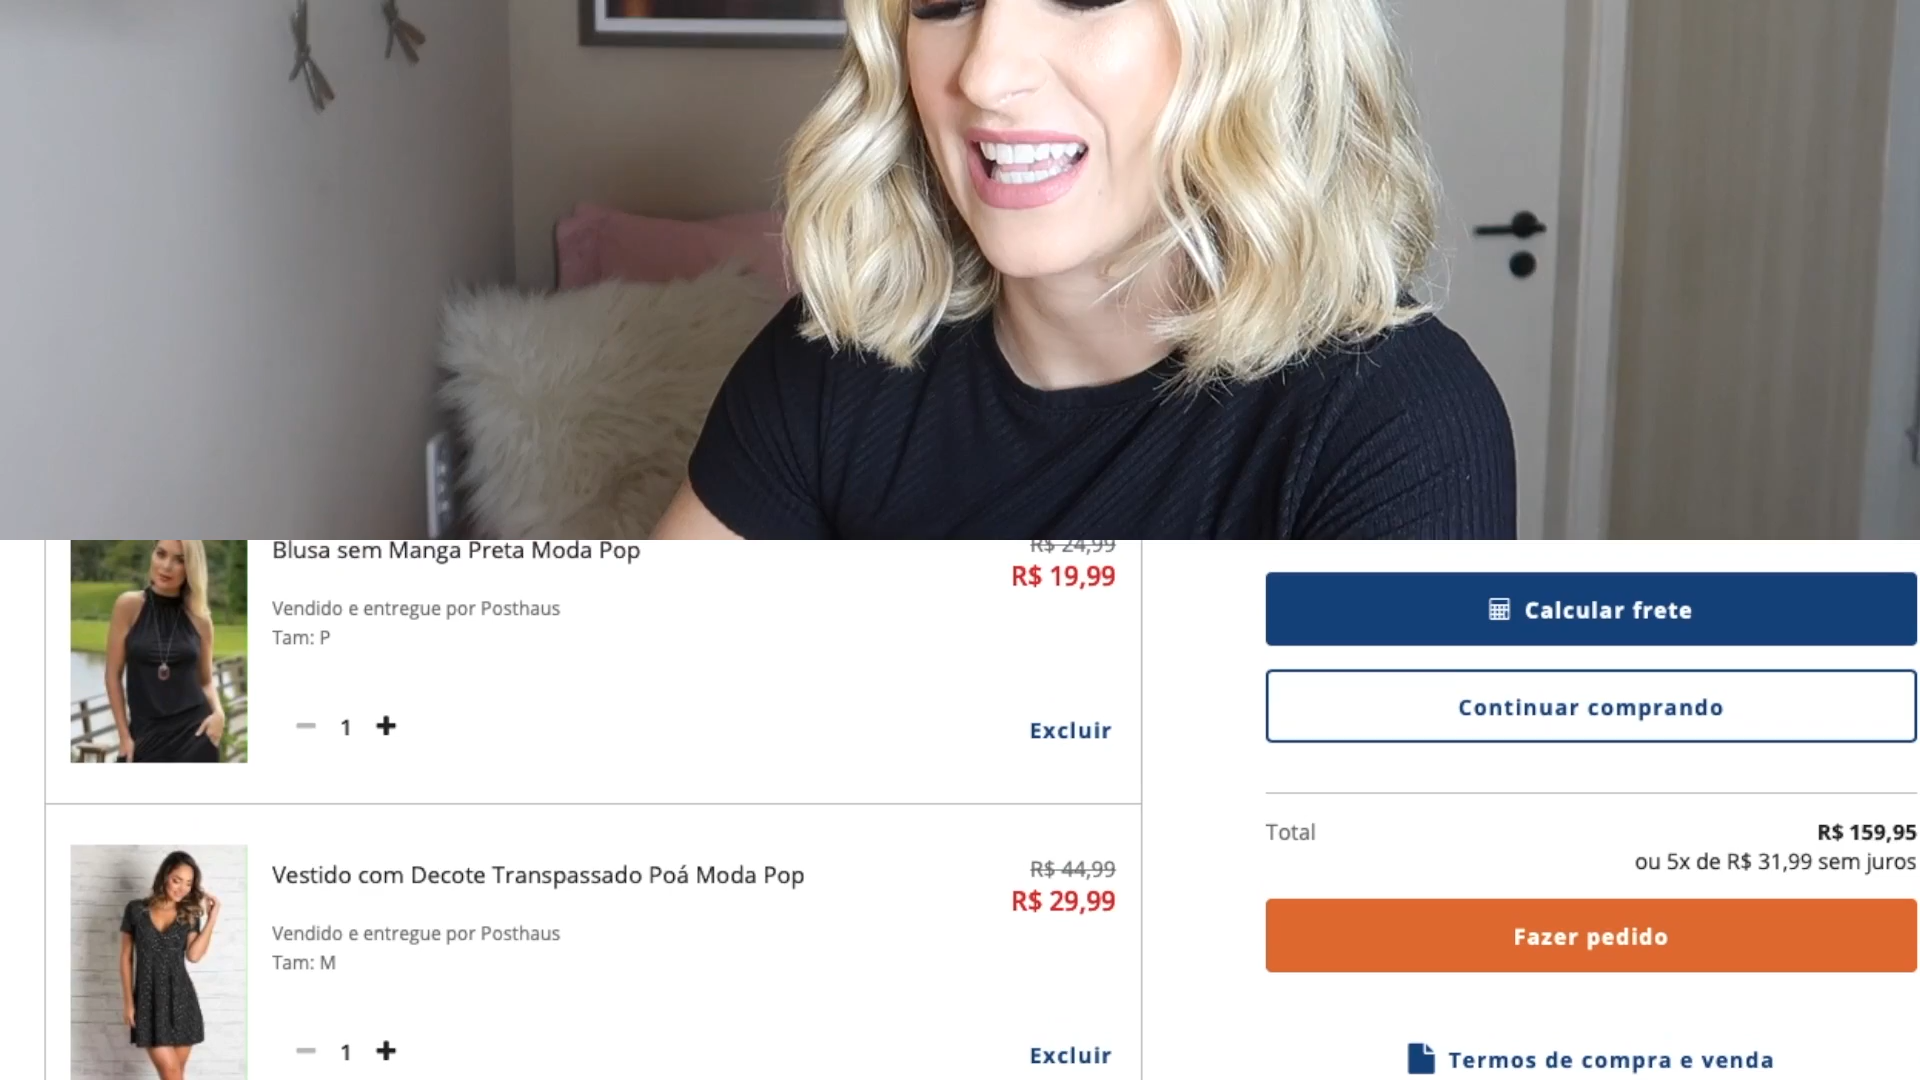 Blusa sem Manga Preta Moda Pop
R$ 24,99
R$ 19,99
Vendido e entregue por Posthaus
Tam: P
1
Excluir
Vestido com Decote Transpassado Poá Moda Pop
R$ 44,99
R$ 29,99
Vendido e entregue por Posthaus
Tam: M
1
Excluir
Calcular frete
Continuar comprando
Total
R$ 159,95
ou 5x de R$ 31,99 sem juros
Fazer pedido
Termos de compra e venda